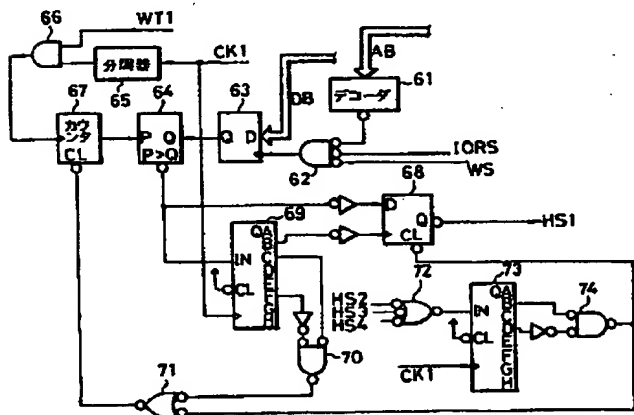 66
WT1
CK1
分周器
65
AB
61
デコーダ
67
64
63
DB
カウンタ
CL
P Q
P>Q
Q D
62
IORS
WS
68
D
Q
CL
HS1
69
QA
B
C
D
E
F
G
H
IN
CL
70
71
HS2
HS3
HS4
72
73
QA
B
C
D
E
F
G
H
IN
CL
CK1
74